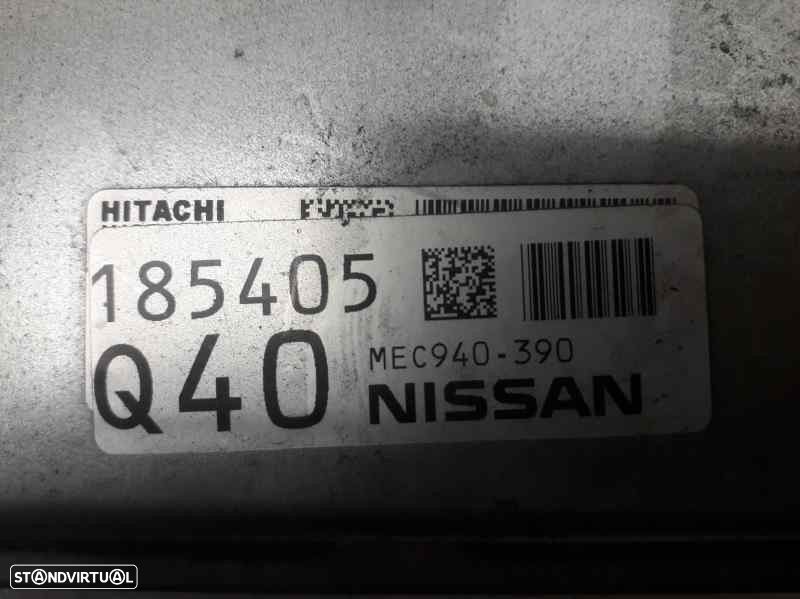 HITACHI
185405
Q40
MEC940-390
NISSAN
STANDVIRTUAL